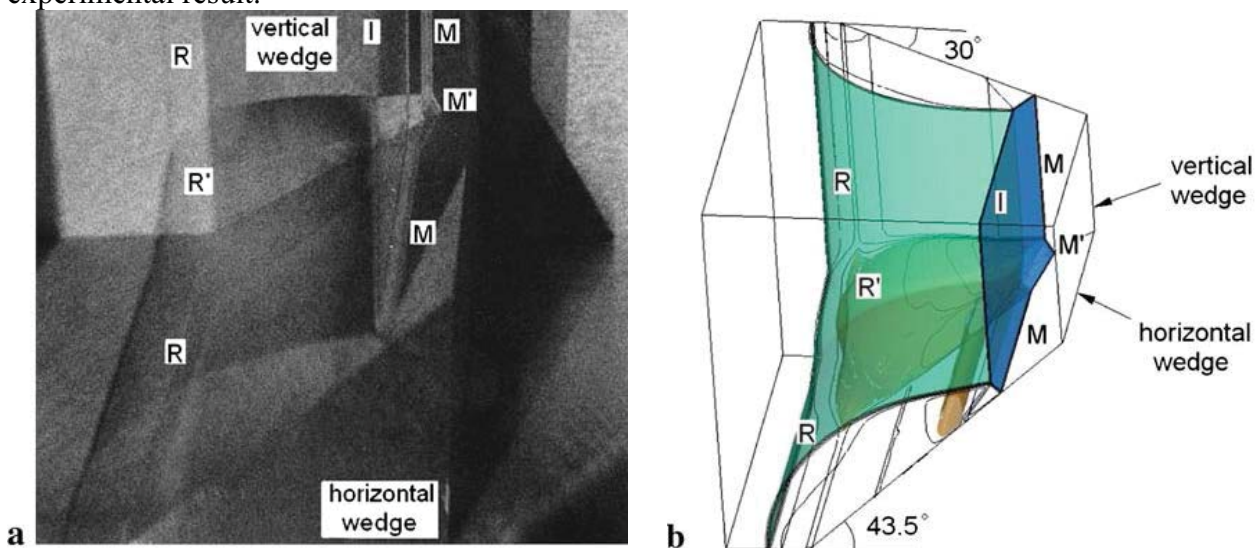 experimental result.
R
vertical
wedge
I
M
M'
R'
M
R
horizontal
wedge
a
30°
R
I
M
vertical
wedge
M'
R'
horizontal
wedge
M
R
43.5°
b